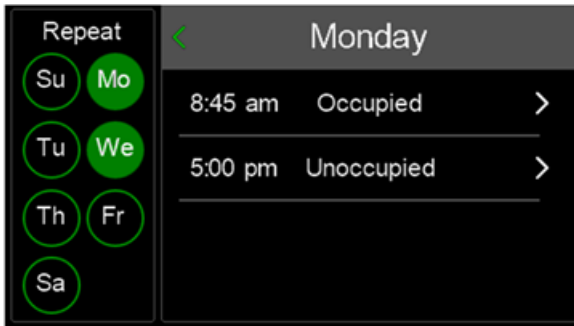 Repeat
Su Mo
Tu We
Th Fr
Sa
Monday
8:45 am Occupied
5:00 pm Unoccupied